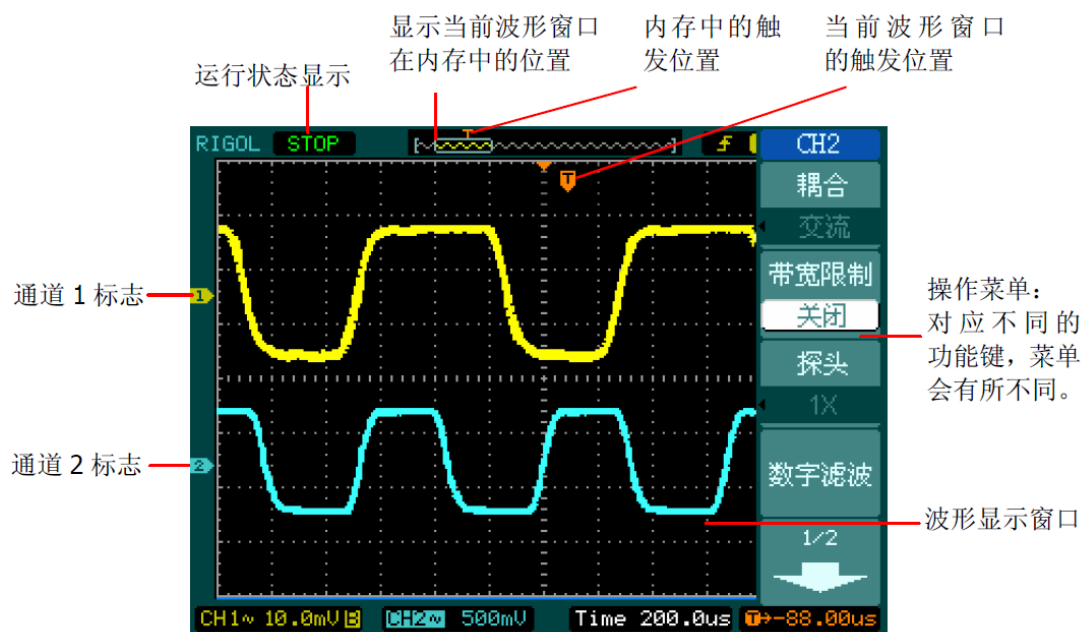 显示当前波形窗口
在内存中的位置
内存中的触
发位置
当前波形窗口
的触发位置
运行状态显示
RIGOL STOP
T
CH2
T
耦合
交流
通道 1 标志
1
带宽限制
关闭
操作菜单：
对应不同的
功能键，菜单
会有所不同。
探头
1X
通道 2 标志
2
数字滤波
波形显示窗口
1/2
CH1~ 10.0mV B CH2~ 500mV Time 200.0us T→-88.00us